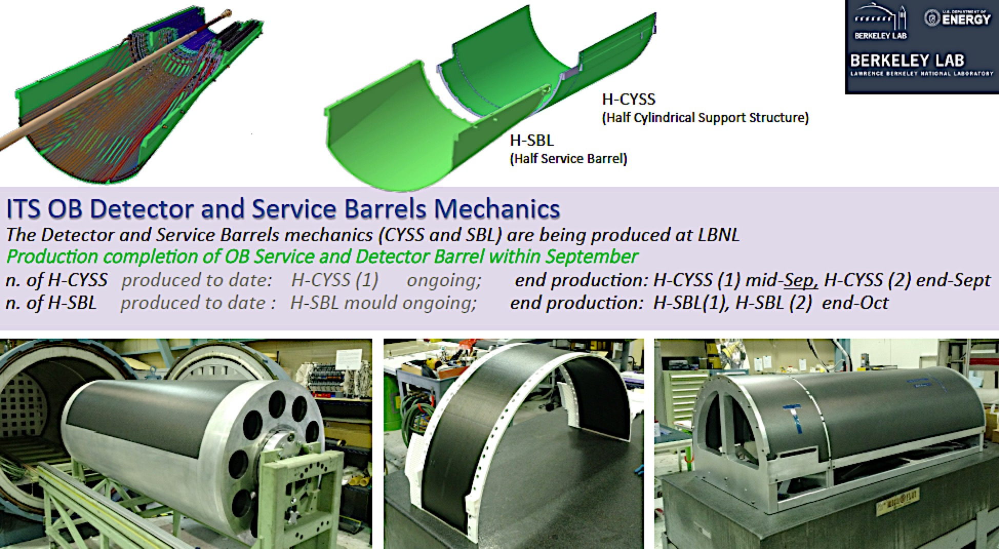 U.S. DEPARTMENT OF
ENERGY
BERKELEY LAB
BERKELEY LAB
LAWRENCE BERKELEY NATIONAL LABORATORY
H-CYSS
(Half Cylindrical Support Structure)
H-SBL
(Half Service Barrel)
ITS OB Detector and Service Barrels Mechanics
The Detector and Service Barrels mechanics (CYSS and SBL) are being produced at LBNL
Production completion of OB Service and Detector Barrel within September
n. of H-CYSS produced to date: H-CYSS (1) ongoing; end production: H-CYSS (1) mid-Sep, H-CYSS (2) end-Sept
n. of H-SBL produced to date : H-SBL mould ongoing; end production: H-SBL(1), H-SBL (2) end-Oct